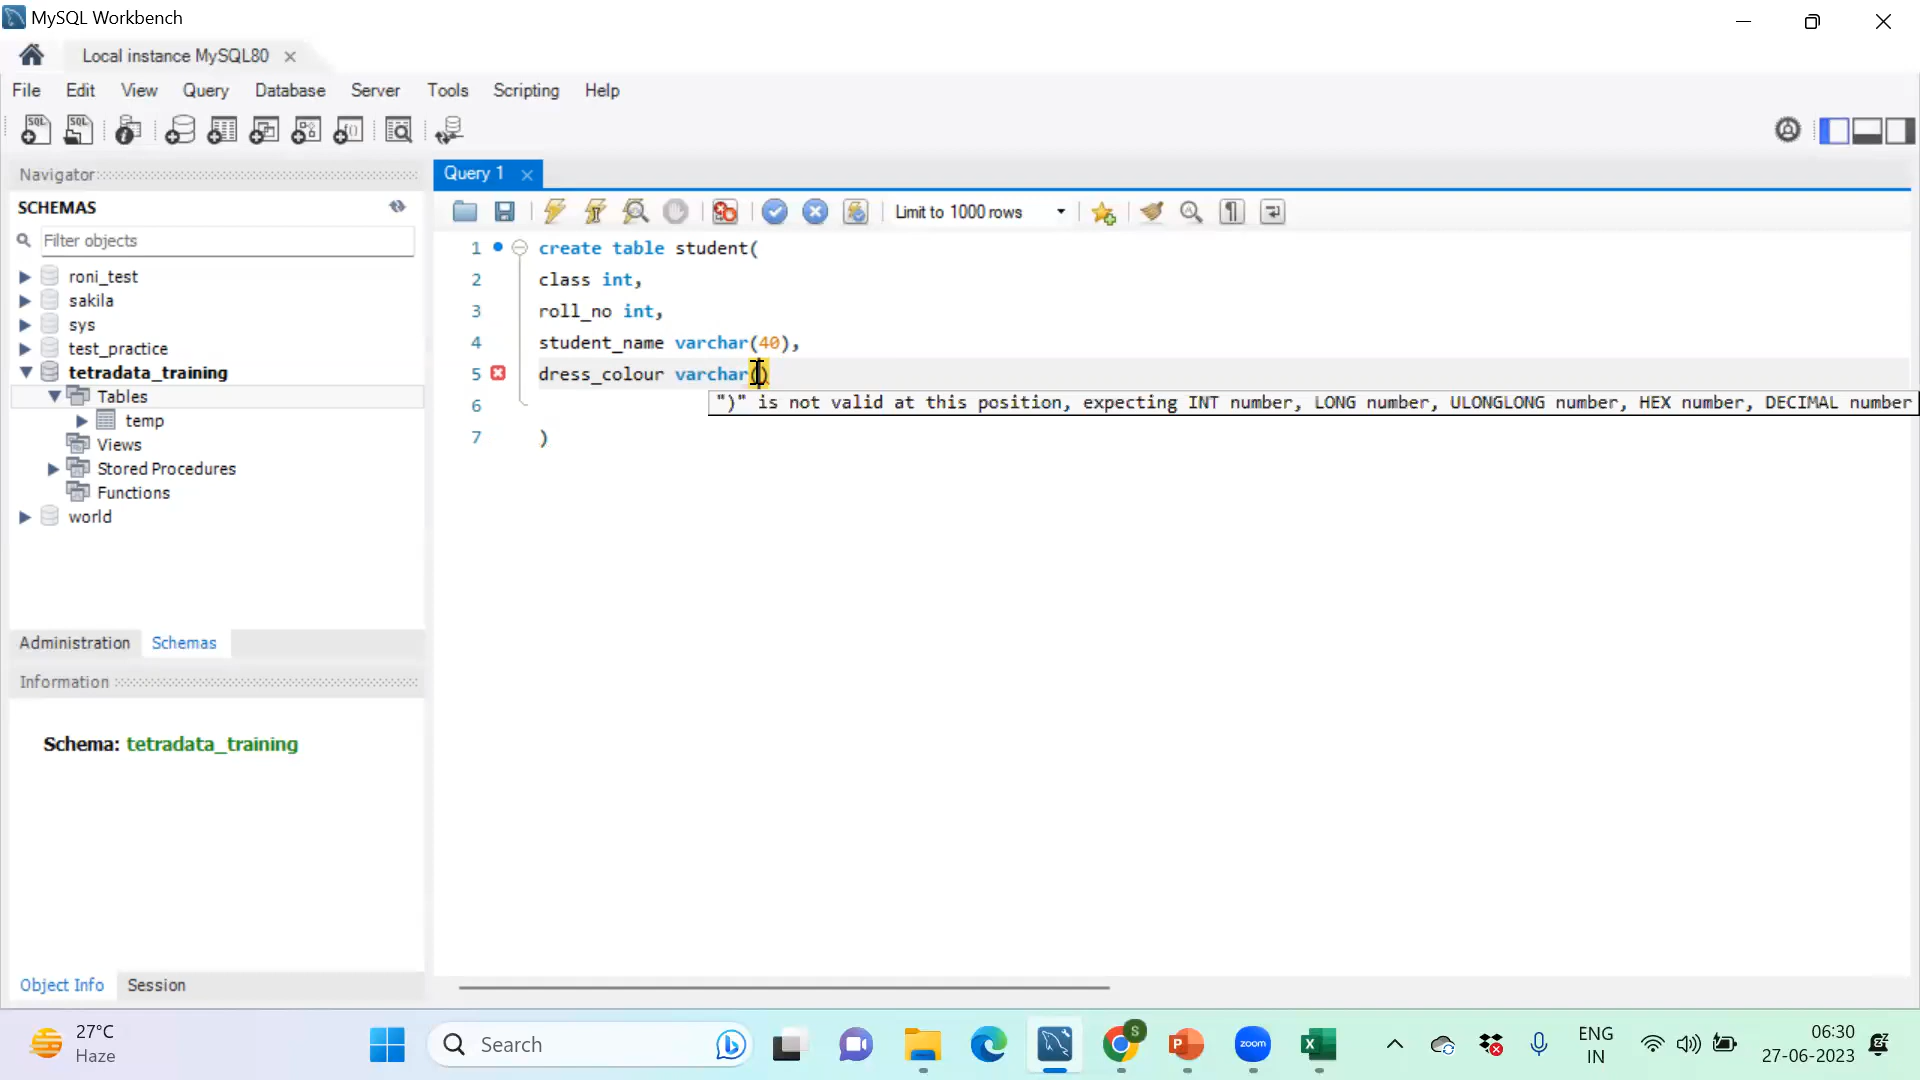 MySQL Workbench
Local instance MySQL80
File Edit View Query Database Server Tools Scripting Help
Navigator
Query 1
SCHEMAS
Limit to 1000 rows
Filter objects
roni_test
sakila
sys
test_practice
tetradata_training
Tables
temp
Views
Stored Procedures
Functions
world
1 create table student(
2 class int,
3 roll_no int,
4 student_name varchar(40),
5 dress_colour varchar()
")" is not valid at this position, expecting INT number, LONG number, ULONGLONG number, HEX number, DECIMAL number
6
7 )
Administration Schemas
Information
Schema: tetradata_training
Object Info Session
27°C
Haze
Search
zoom
S
ENG
IN
06:30
27-06-2023